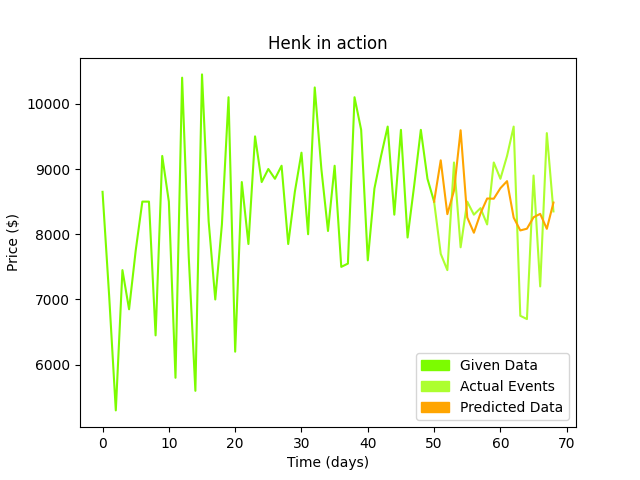 Henk in action
Price ($)
10000
9000
8000
7000
6000
0 10 20 30 40 50 60 70
Time (days)
Given Data
Actual Events
Predicted Data